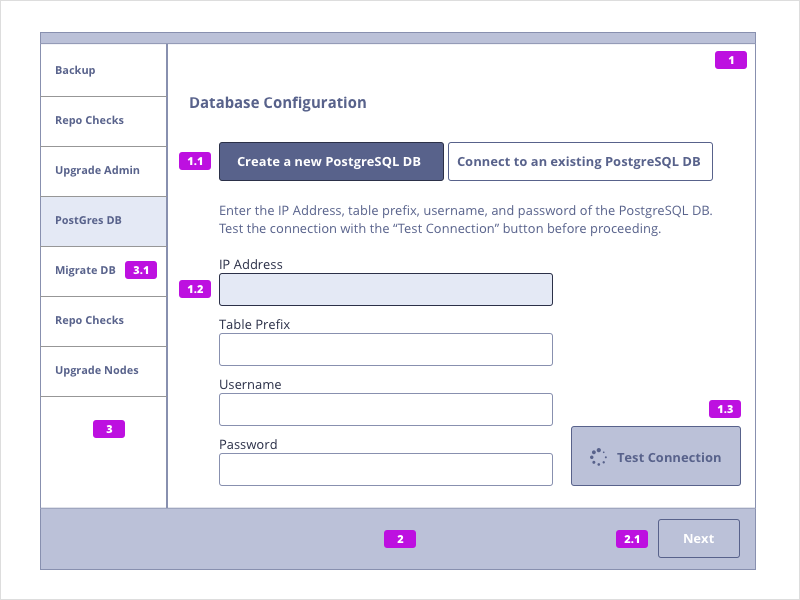 Backup
Repo Checks
Upgrade Admin
PostGres DB
Migrate DB 3.1
Repo Checks
Upgrade Nodes
3
1
Database Configuration
1.1 Create a new PostgreSQL DB Connect to an existing PostgreSQL DB
Enter the IP Address, table prefix, username, and password of the PostgreSQL DB.
Test the connection with the “Test Connection” button before proceeding.
IP Address
1.2
Table Prefix
Username
Password
1.3
Test Connection
2 2.1 Next